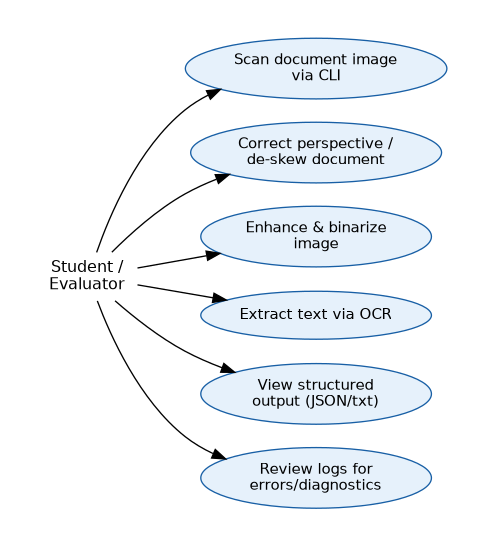 Scan document image
via CLI
Correct perspective /
de-skew document
Enhance & binarize
image
Student /
Evaluator
Extract text via OCR
View structured
output (JSON/txt)
Review logs for
errors/diagnostics